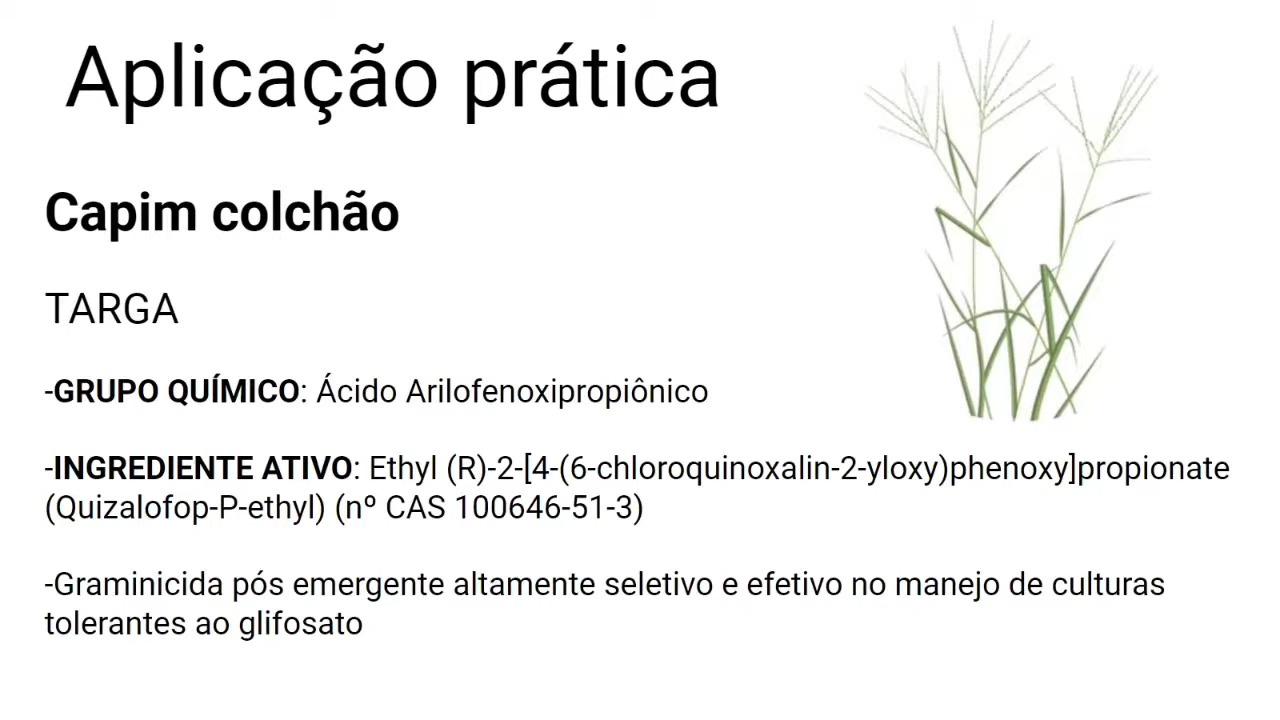 Aplicação prática
Capim colchão
TARGA
-GRUPO QUÍMICO: Ácido Arilofenoxipropiônico
-INGREDIENTE ATIVO: Ethyl (R)-2-[4-(6-chloroquinoxalin-2-yloxy)phenoxy]propionate
(Quizalofop-P-ethyl) (nº CAS 100646-51-3)
-Graminicida pós emergente altamente seletivo e efetivo no manejo de culturas
tolerantes ao glifosato